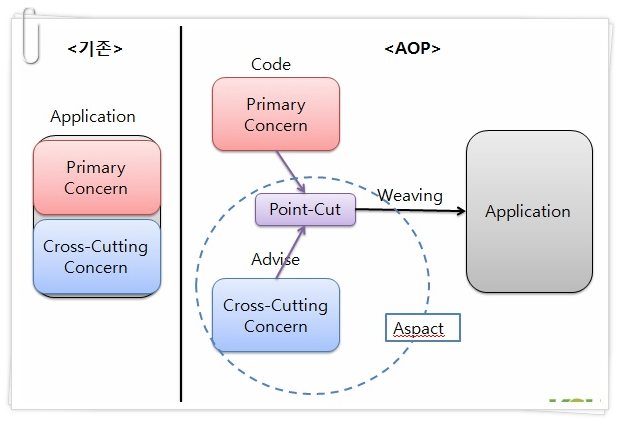 <기존>
<AOP>
Application
Primary
Concern
Cross-Cutting
Concern
Code
Primary
Concern
Point-Cut
Weaving
Application
Advise
Cross-Cutting
Concern
Aspact